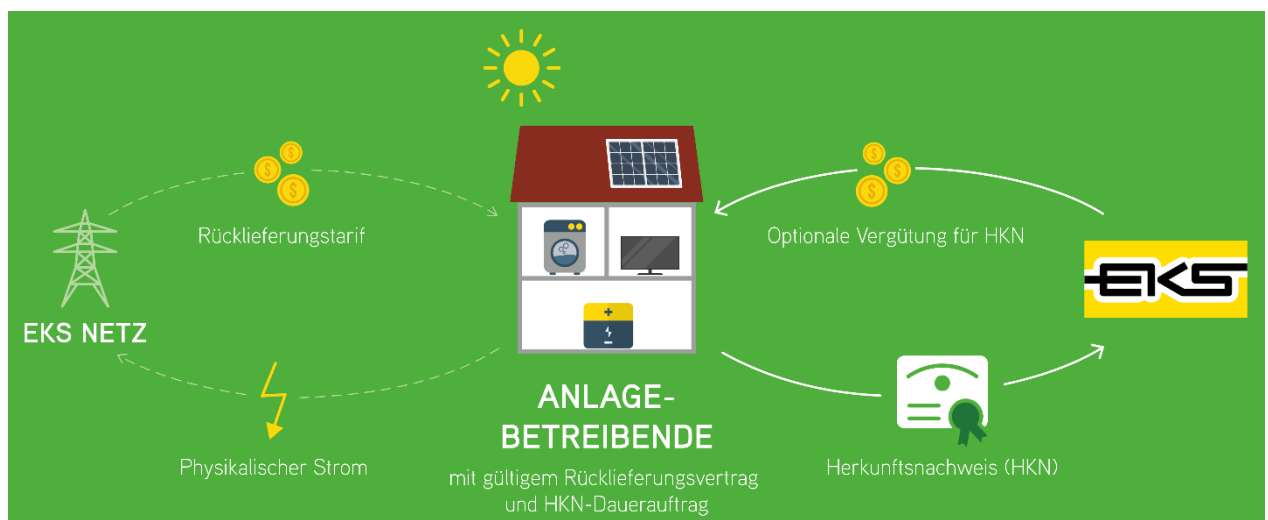 Rücklieferungstarif
Optionale Vergütung für HKN
EKS
EKS NETZ
ANLAGE-
BETREIBENDE
Physikalischer Strom
mit gültigem Rücklieferungsvertrag
und HKN-Dauerauftrag
Herkunftsnachweis (HKN)